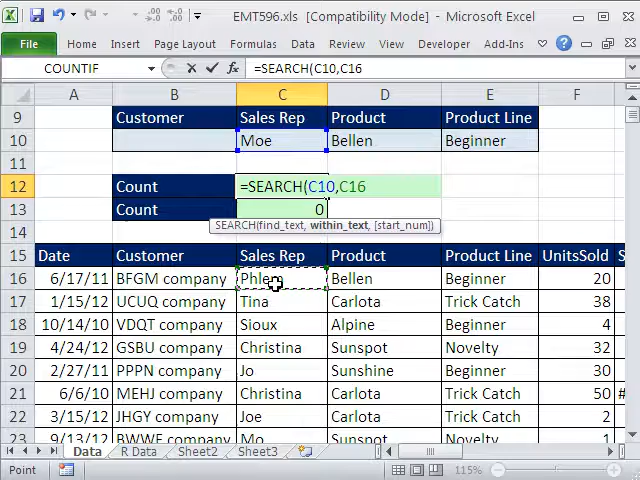 EMT596.xls [Compatibility Mode] - Microsoft Excel
File Home Insert Page Layout Formulas Data Review View Developer Add-Ins
COUNTIF fx =SEARCH(C10,C16
A B C D E F
9 Customer Sales Rep Product Product Line
10 Moe Bellen Beginner
11
12 Count =SEARCH(C10,C16
13 Count 0
SEARCH(find_text, within_text, [start_num])
14
15 Date Customer Sales Rep Product Product Line UnitsSold
16 6/17/11 BFGM company Phlem Bellen Beginner 20
17 1/15/12 UCUQ company Tina Carlota Trick Catch 38
18 10/14/10 VDQT company Sioux Alpine Beginner 4
19 4/24/12 GSBU company Christina Sunspot Novelty 32
20 2/27/11 PPPN company Jo Sunshine Beginner 30
21 6/6/10 MEHJ company Christina Carlota Trick Catch 50 #
22 3/15/12 JHGY company Joe Carlota Trick Catch 2
23 9/13/12 BWWF company Mo Sunspot Novelty 1
Data R Data Sheet2 Sheet3
Point 115%